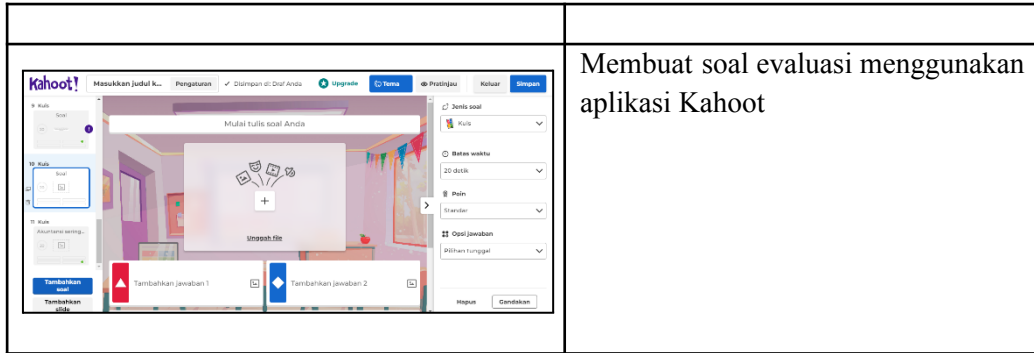 Membuat soal evaluasi menggunakan
aplikasi Kahoot
Kahoot!
Masukkan judul k...
Pengaturan
✓ Disimpan di: Draf Anda
Upgrade
Tema
Pratinjau
Keluar
Simpan
9 Kuis
Soal
10 Kuis
Soal
11 Kuis
Akuntansi sering...
Tambahkan
soal
Tambahkan
slide
Mulai tulis soal Anda
Unggah file
Tambahkan jawaban 1
Tambahkan jawaban 2
Jenis soal
Kuis
Batas waktu
20 detik
Poin
Standar
Opsi jawaban
Pilihan tunggal
Hapus
Gandakan